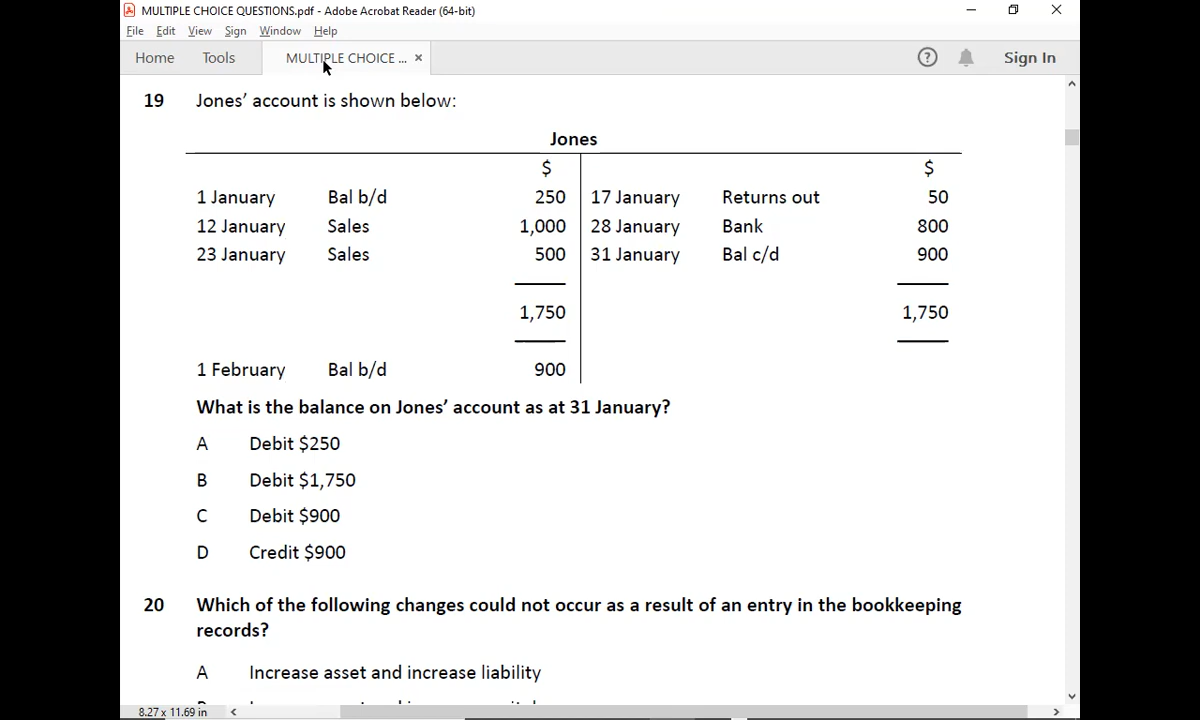 MULTIPLE CHOICE QUESTIONS.pdf - Adobe Acrobat Reader (64-bit)
File Edit View Sign Window Help
Home Tools MULTIPLE CHOICE ... × ? Sign In
19 Jones’ account is shown below:
Jones
$ $
1 January Bal b/d 250 17 January Returns out 50
12 January Sales 1,000 28 January Bank 800
23 January Sales 500 31 January Bal c/d 900
1,750 1,750
1 February Bal b/d 900
What is the balance on Jones’ account as at 31 January?
A Debit $250
B Debit $1,750
C Debit $900
D Credit $900
20 Which of the following changes could not occur as a result of an entry in the bookkeeping
records?
A Increase asset and increase liability
8.27 x 11.69 in